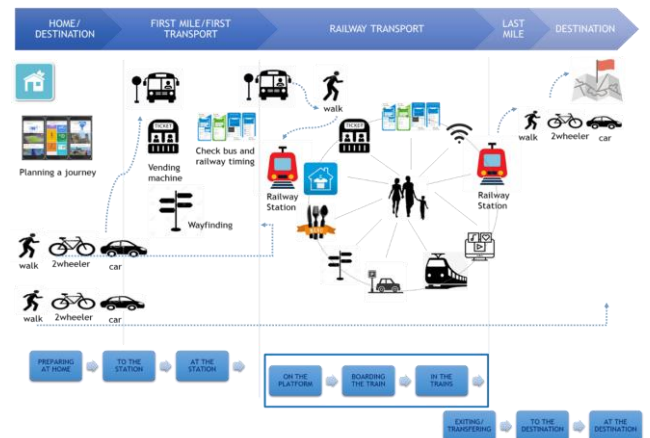 HOME/
DESTINATION
FIRST MILE/FIRST
TRANSPORT
RAILWAY TRANSPORT
LAST
MILE
DESTINATION
walk
TICKET
TICKET
Check bus and
railway timing
Vending
machine
Planning a journey
Railway
Station
Railway
Station
walk
2wheeler
car
Wayfinding
walk
2wheeler
car
walk
2wheeler
car
PREPARING
AT HOME
TO THE
STATION
AT THE
STATION
ON THE
PLATFORM
BOARDING
THE TRAIN
IN THE
TRAINS
EXITING/
TRANSFERING
TO THE
DESTINATION
AT THE
DESTINATION